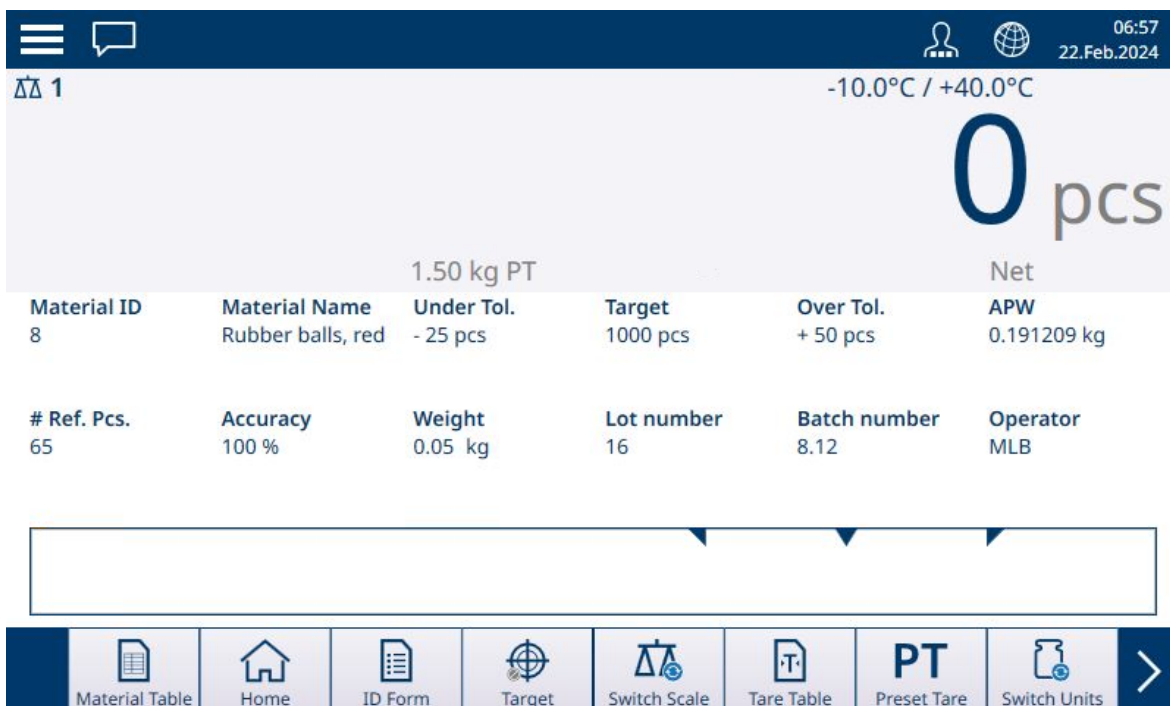 06:57
22.Feb.2024
1
-10.0°C / +40.0°C
0 pcs
1.50 kg PT Net
Material ID Material Name Under Tol. Target Over Tol. APW
8 Rubber balls, red - 25 pcs 1000 pcs + 50 pcs 0.191209 kg
# Ref. Pcs. Accuracy Weight Lot number Batch number Operator
65 100 % 0.05 kg 16 8.12 MLB
T PT
Material Table Home ID Form Target Switch Scale Tare Table Preset Tare Switch Units